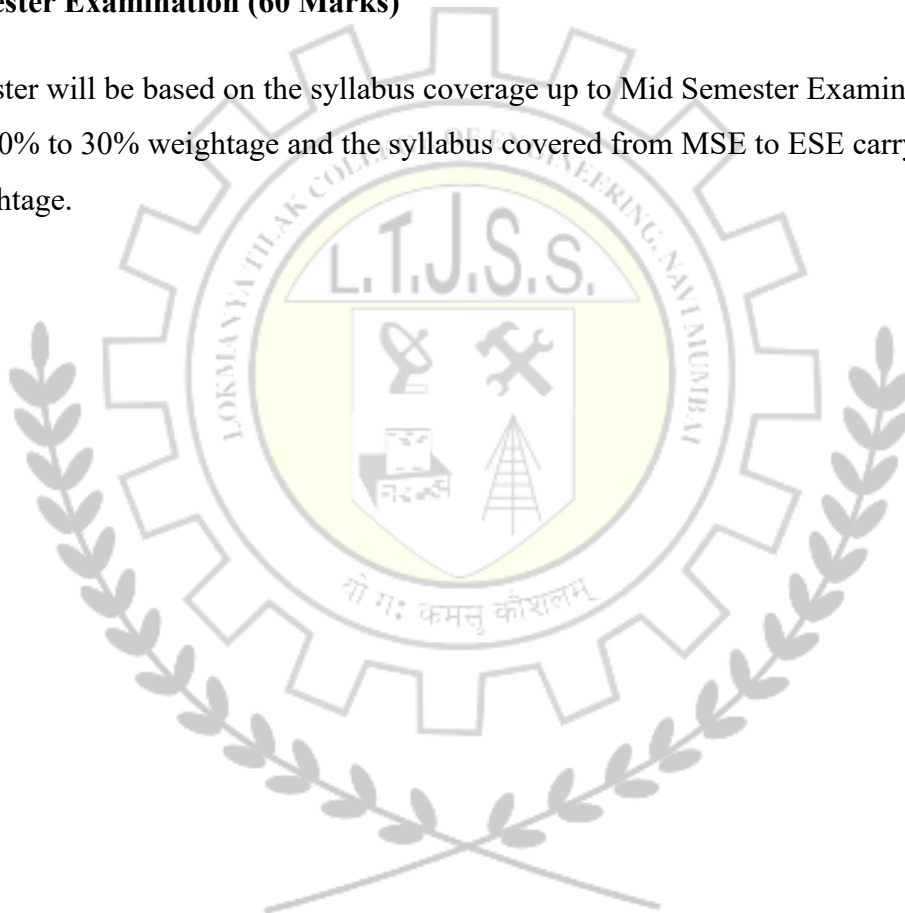 ester Examination (60 Marks)
ster will be based on the syllabus coverage up to Mid Semester Examin
0% to 30% weightage and the syllabus covered from MSE to ESE carry
htage.
LOKMANYA TILAK COLLEGE OF ENGINEERING, NAVI MUMBAI
L.T.J.S.S.
यो गः कमसु कौशलम्